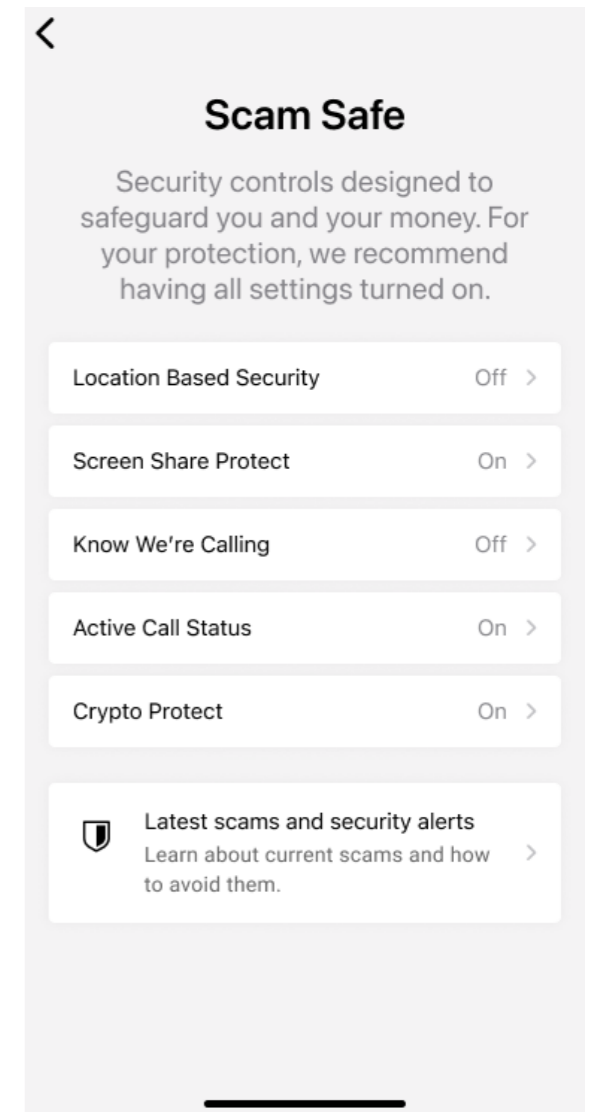 Scam Safe
Security controls designed to
safeguard you and your money. For
your protection, we recommend
having all settings turned on.
Location Based Security Off
Screen Share Protect On
Know We're Calling Off
Active Call Status On
Crypto Protect On
Latest scams and security alerts
Learn about current scams and how
to avoid them.